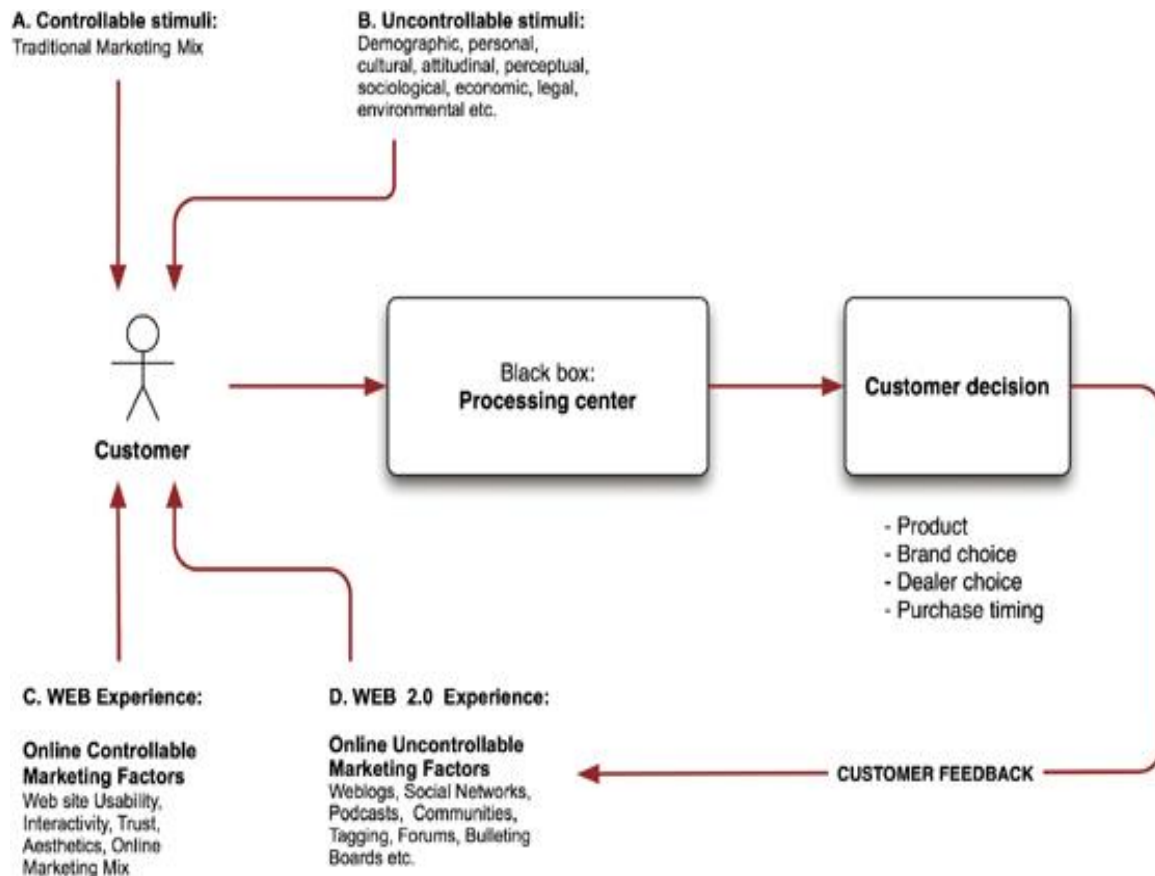 A. Controllable stimuli:
Traditional Marketing Mix
B. Uncontrollable stimuli:
Demographic, personal,
cultural, attitudinal, perceptual,
sociological, economic, legal,
environmental etc.
Customer
Black box:
Processing center
Customer decision
- Product
- Brand choice
- Dealer choice
- Purchase timing
C. WEB Experience:
Online Controllable
Marketing Factors
Web site Usability,
Interactivity, Trust,
Aesthetics, Online
Marketing Mix
D. WEB 2.0 Experience:
Online Uncontrollable
Marketing Factors
Weblogs, Social Networks,
Podcasts, Communities,
Tagging, Forums, Bulleting
Boards etc.
CUSTOMER FEEDBACK